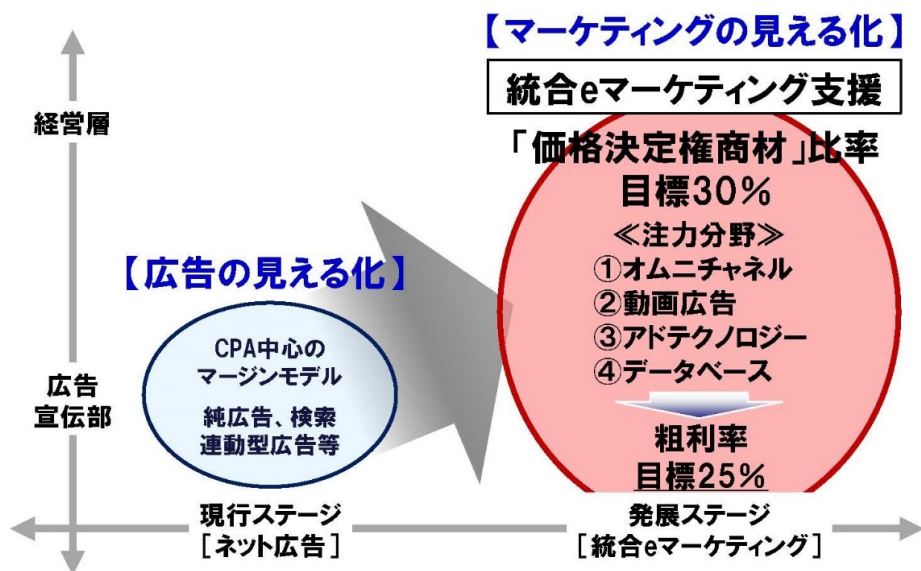 【マーケティングの見える化】
統合eマーケティング支援
経営層
「価格決定権商材」比率
目標30%
≪注力分野≫
①オムニチャネル
②動画広告
③アドテクノロジー
④データベース
粗利率
目標25%
【広告の見える化】
CPA中心の
マージンモデル
純広告、検索
連動型広告等
広告
宣伝部
現行ステージ
[ネット広告]
発展ステージ
[統合eマーケティング]